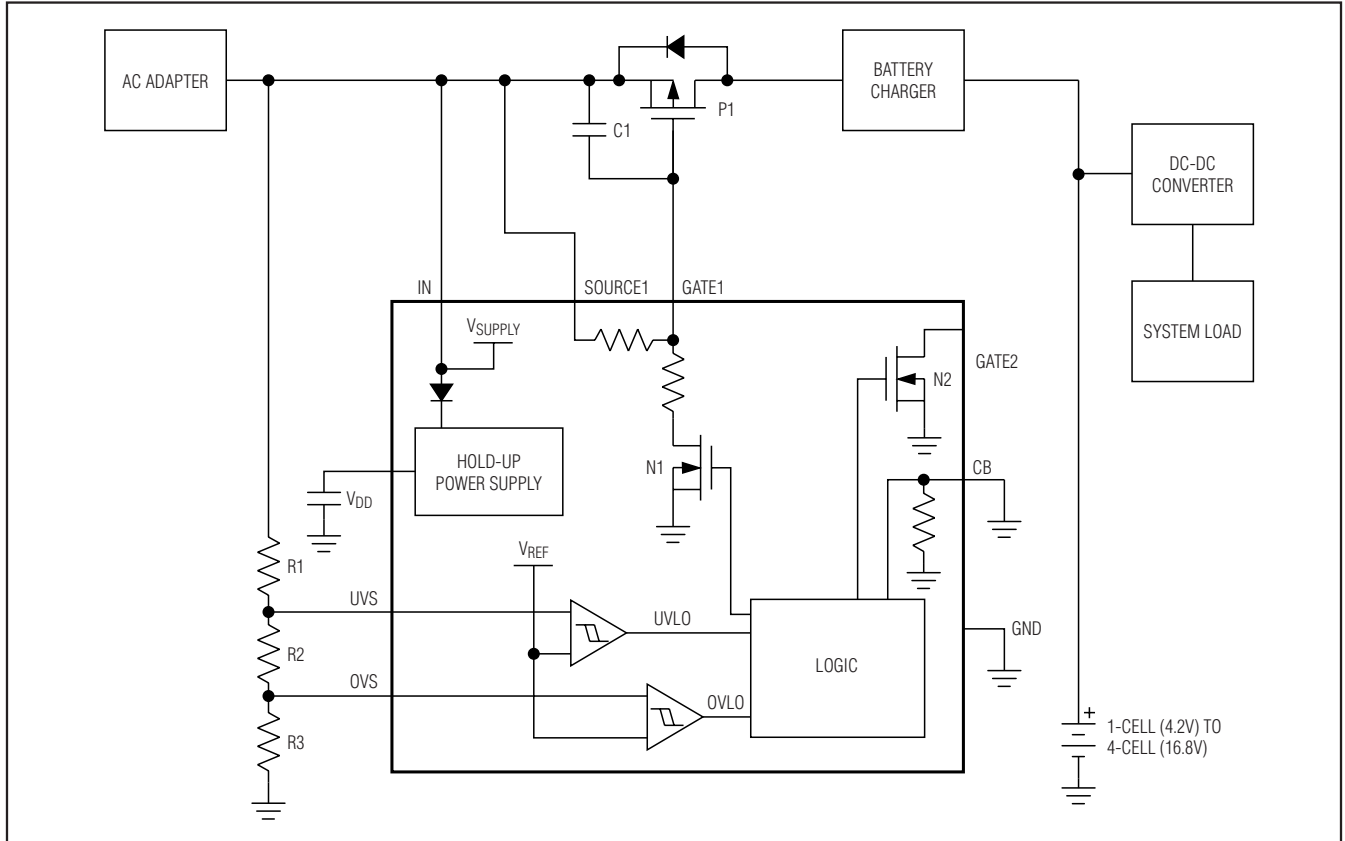 AC ADAPTER
BATTERY
CHARGER
P1
C1
DC-DC
CONVERTER
SYSTEM LOAD
IN
SOURCE1
GATE1
VSUPPLY
GATE2
N2
HOLD-UP
POWER SUPPLY
N1
CB
VDD
VREF
R1
UVS
UVLO
GND
R2
LOGIC
OVS
OVLO
R3
+
1-CELL (4.2V) TO
4-CELL (16.8V)